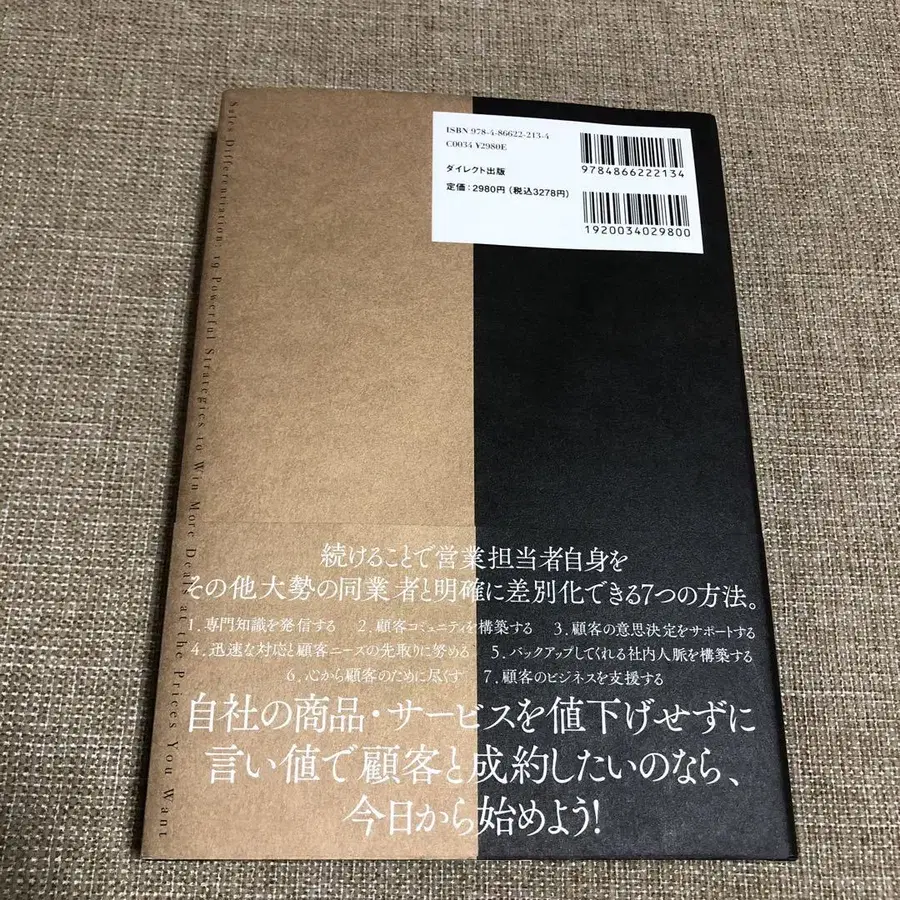 Sales Differentiation: 19 Powerful Strategies to Win More Deals at the Prices You Want
ISBN 978-4-86622-213-4
C0034 ¥2980E
ダイレクト出版
定価：2980円（税込3278円）
9784866222134
1920034029800
続けることで営業担当者自身を
その他大勢の同業者と明確に差別化できる7つの方法。
1. 専門知識を発信する 2. 顧客コミュニティを構築する 3. 顧客の意思決定をサポートする
4. 迅速な対応と顧客ニーズの先取りに努める 5. バックアップしてくれる社内人脈を構築する
6. 心から顧客のために尽くす 7. 顧客のビジネスを支援する
自社の商品・サービスを値下げせずに
言い値で顧客と成約したいのなら、
今日から始めよう！